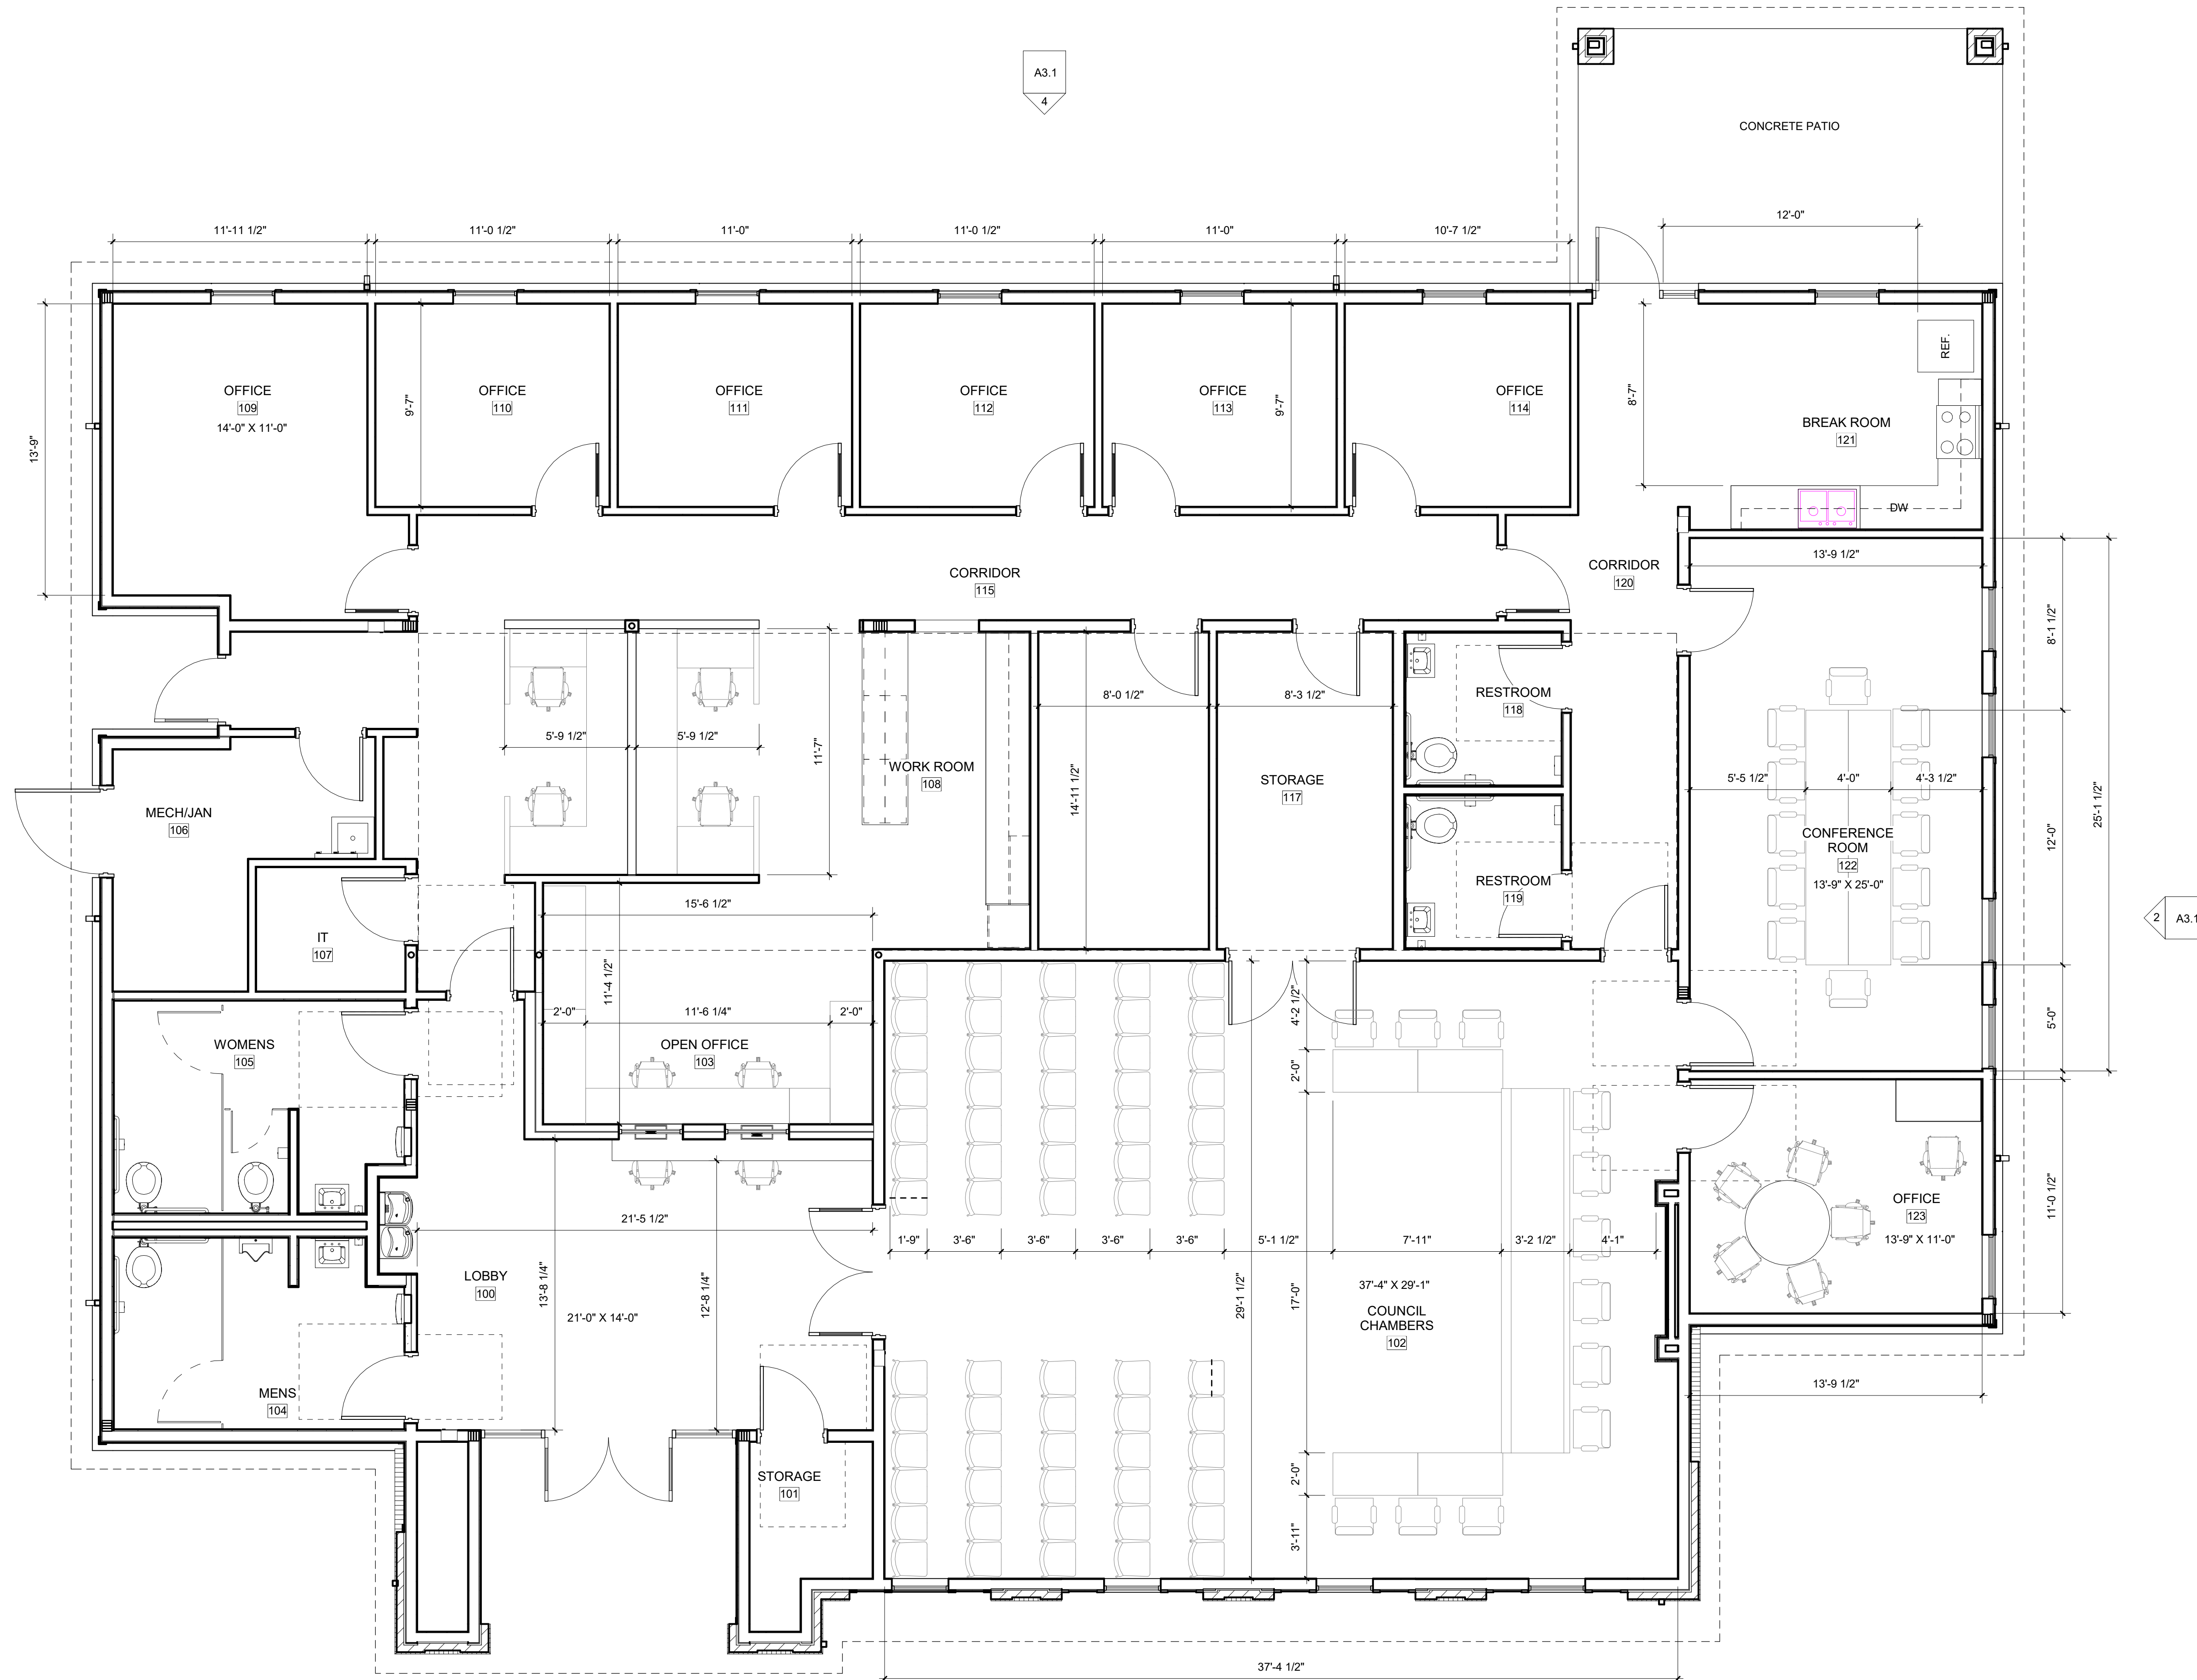 A3.1
4
CONCRETE PATIO
12'-0"
11'-11 1/2"
11'-0 1/2"
11'-0"
11'-0 1/2"
11'-0"
10'-7 1/2"
13'-9"
OFFICE
109
14'-0" X 11'-0"
9'-7"
OFFICE
110
OFFICE
111
OFFICE
112
OFFICE
113
9'-7"
OFFICE
114
8'-7"
REF.
BREAK ROOM
121
DW
CORRIDOR
115
CORRIDOR
120
13'-9 1/2"
8'-1 1/2"
25'-1 1/2"
5'-9 1/2"
5'-9 1/2"
11'-7"
WORK ROOM
108
8'-0 1/2"
14'-11 1/2"
8'-3 1/2"
STORAGE
117
RESTROOM
118
RESTROOM
119
5'-5 1/2"
4'-0"
4'-3 1/2"
CONFERENCE
ROOM
122
13'-9" X 25'-0"
12'-0"
2
A3.1
MECH/JAN
106
IT
107
15'-6 1/2"
11'-4 1/2"
2'-0"
11'-6 1/4"
2'-0"
OPEN OFFICE
103
WOMENS
105
4'-2 1/2"
2'-0"
5'-0"
21'-5 1/2"
LOBBY
100
13'-8 1/4"
12'-8 1/4"
21'-0" X 14'-0"
1'-9"
3'-6"
3'-6"
3'-6"
3'-6"
5'-1 1/2"
7'-11"
3'-2 1/2"
4'-1"
29'-1 1/2"
17'-0"
37'-4" X 29'-1"
COUNCIL
CHAMBERS
102
OFFICE
123
13'-9" X 11'-0"
11'-0 1/2"
13'-9 1/2"
MENS
104
STORAGE
101
2'-0"
3'-11"
37'-4 1/2"